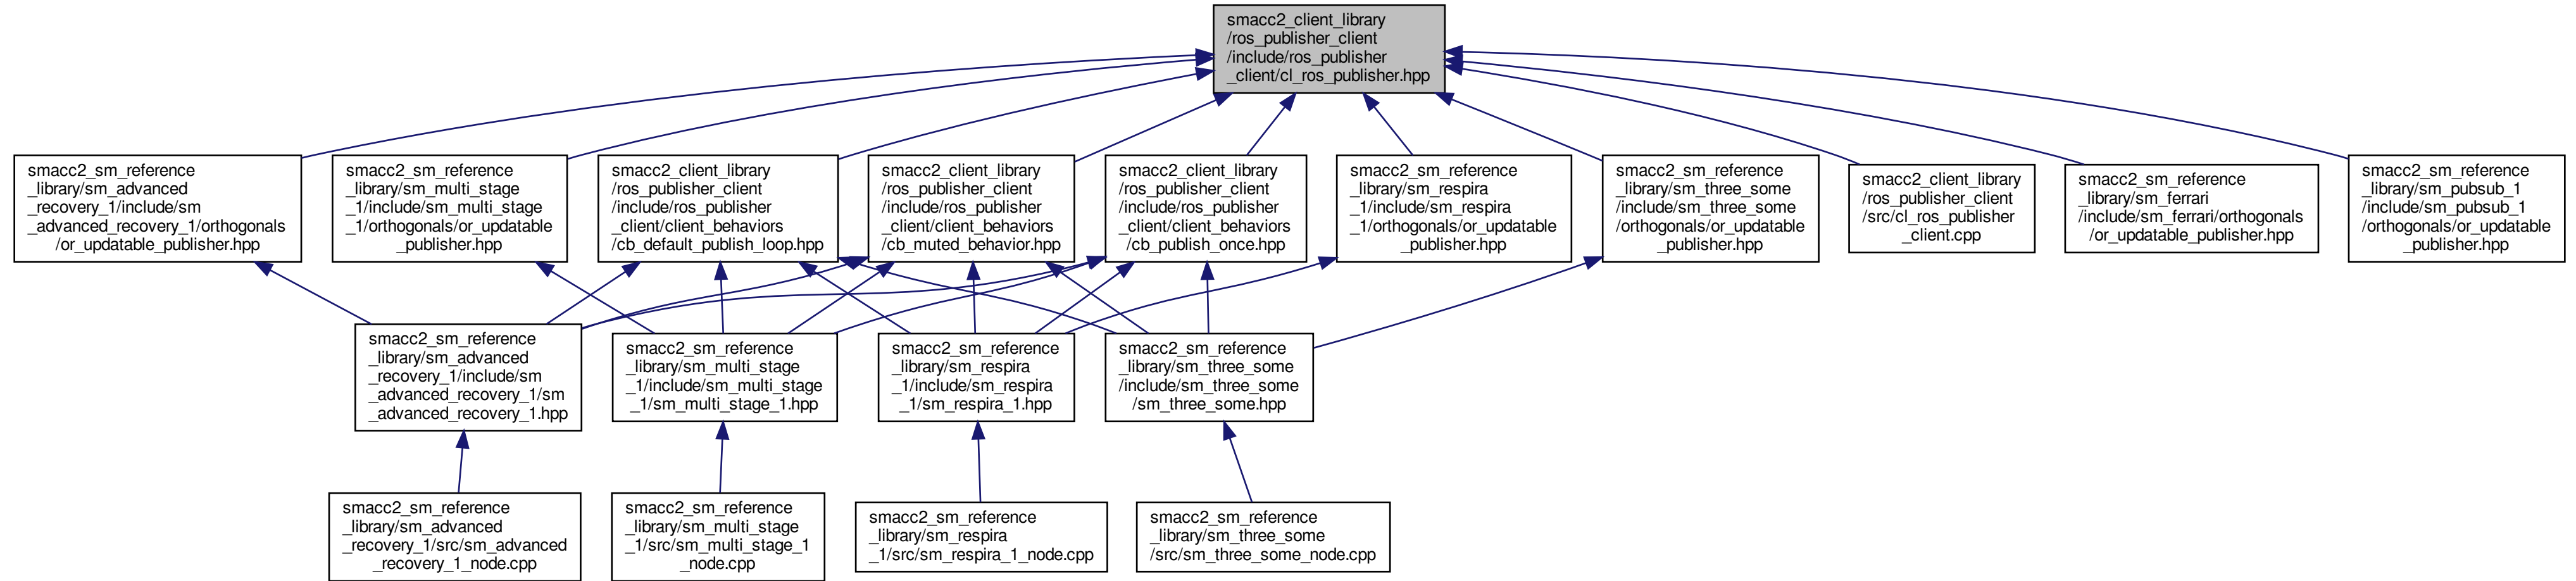 smacc2_client_library
/ros_publisher_client
/include/ros_publisher
_client/cl_ros_publisher.hpp
smacc2_sm_reference
_library/sm_advanced
_recovery_1/include/sm
_advanced_recovery_1/orthogonals
/or_updatable_publisher.hpp
smacc2_sm_reference
_library/sm_multi_stage
_1/include/sm_multi_stage
_1/orthogonals/or_updatable
_publisher.hpp
smacc2_client_library
/ros_publisher_client
/include/ros_publisher
_client/client_behaviors
/cb_default_publish_loop.hpp
smacc2_client_library
/ros_publisher_client
/include/ros_publisher
_client/client_behaviors
/cb_muted_behavior.hpp
smacc2_client_library
/ros_publisher_client
/include/ros_publisher
_client/client_behaviors
/cb_publish_once.hpp
smacc2_sm_reference
_library/sm_respira
_1/include/sm_respira
_1/orthogonals/or_updatable
_publisher.hpp
smacc2_sm_reference
_library/sm_three_some
/include/sm_three_some
/orthogonals/or_updatable
_publisher.hpp
smacc2_client_library
/ros_publisher_client
/src/cl_ros_publisher
_client.cpp
smacc2_sm_reference
_library/sm_ferrari
/include/sm_ferrari/orthogonals
/or_updatable_publisher.hpp
smacc2_sm_reference
_library/sm_pubsub_1
/include/sm_pubsub_1
/orthogonals/or_updatable
_publisher.hpp
smacc2_sm_reference
_library/sm_advanced
_recovery_1/include/sm
_advanced_recovery_1/sm
_advanced_recovery_1.hpp
smacc2_sm_reference
_library/sm_multi_stage
_1/include/sm_multi_stage
_1/sm_multi_stage_1.hpp
smacc2_sm_reference
_library/sm_respira
_1/include/sm_respira
_1/sm_respira_1.hpp
smacc2_sm_reference
_library/sm_three_some
/include/sm_three_some
/sm_three_some.hpp
smacc2_sm_reference
_library/sm_advanced
_recovery_1/src/sm_advanced
_recovery_1_node.cpp
smacc2_sm_reference
_library/sm_multi_stage
_1/src/sm_multi_stage_1
_node.cpp
smacc2_sm_reference
_library/sm_respira
_1/src/sm_respira_1_node.cpp
smacc2_sm_reference
_library/sm_three_some
/src/sm_three_some_node.cpp